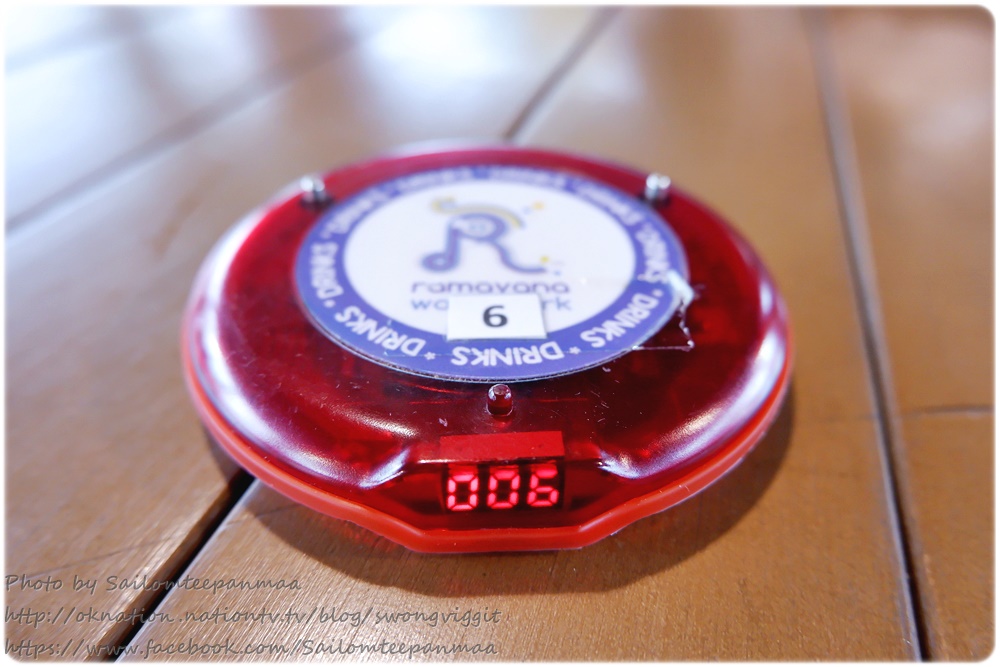 DRINKS * DRINKS * DRINKS * DRINKS
ramayana
6
006
Photo by Sailomteepanmaa
http://oknation.nationtv.tv/blog/swongviggit
https://www.facebook.com/Sailomteepanmaa